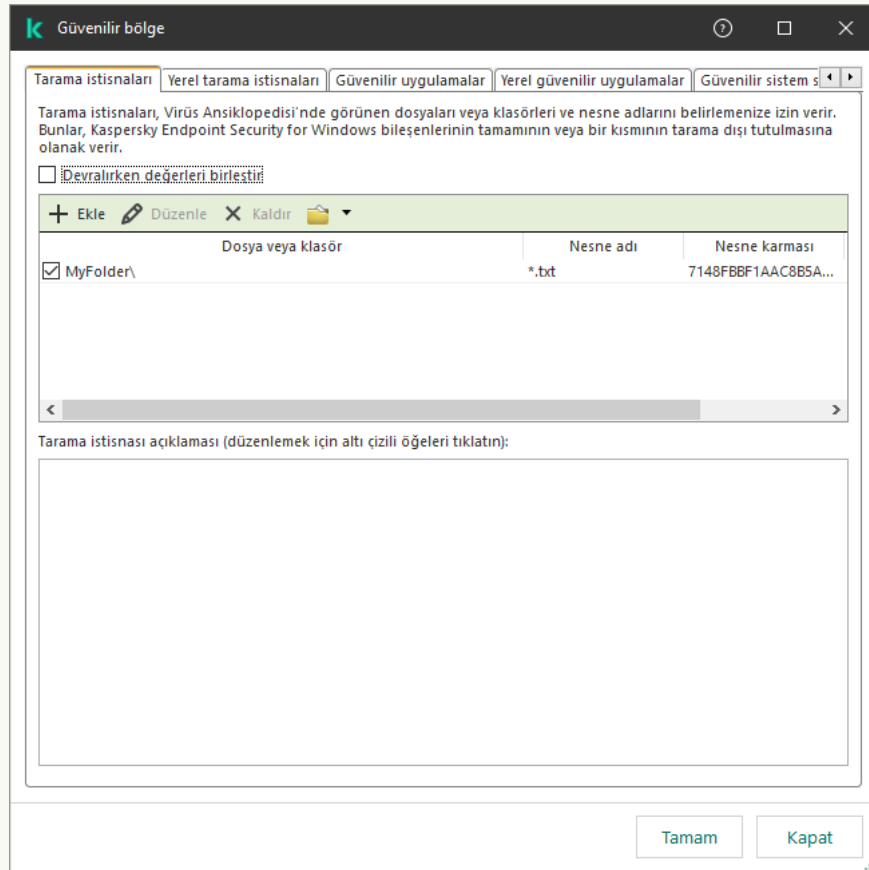 Güvenilir bölge
Tarama istisnaları Yerel tarama istisnaları Güvenilir uygulamalar Yerel güvenilir uygulamalar Güvenilir sistem s
Tarama istisnaları, Virüs Ansiklopedisi'nde görünen dosyaları veya klasörleri ve nesne adlarını belirlemenize izin verir.
Bunlar, Kaspersky Endpoint Security for Windows bileşenlerinin tamamının veya bir kısmının tarama dışı tutulmasına
olanak verir.
Devralırken değerleri birleştir
Ekle Düzenle Kaldır
Dosya veya klasör Nesne adı Nesne karması
MyFolder\ *.txt 7148FBBF1AAC8B5A...
Tarama istisnası açıklaması (düzenlemek için altı çizili öğeleri tıklatın):
Tamam Kapat